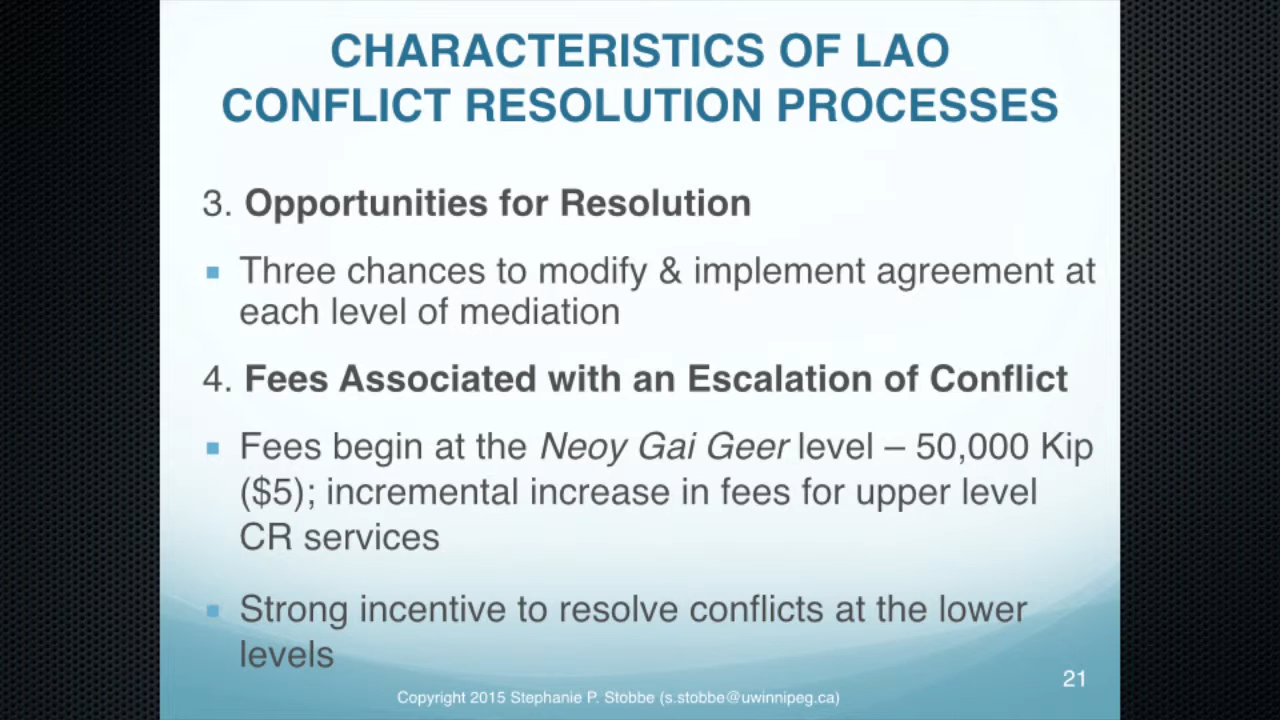 CHARACTERISTICS OF LAO
CONFLICT RESOLUTION PROCESSES
3. Opportunities for Resolution
▪ Three chances to modify & implement agreement at
each level of mediation
4. Fees Associated with an Escalation of Conflict
▪ Fees begin at the Neoy Gai Geer level – 50,000 Kip
($5); incremental increase in fees for upper level
CR services
▪ Strong incentive to resolve conflicts at the lower
levels
21
Copyright 2015 Stephanie P. Stobbe (s.stobbe@uwinnipeg.ca)